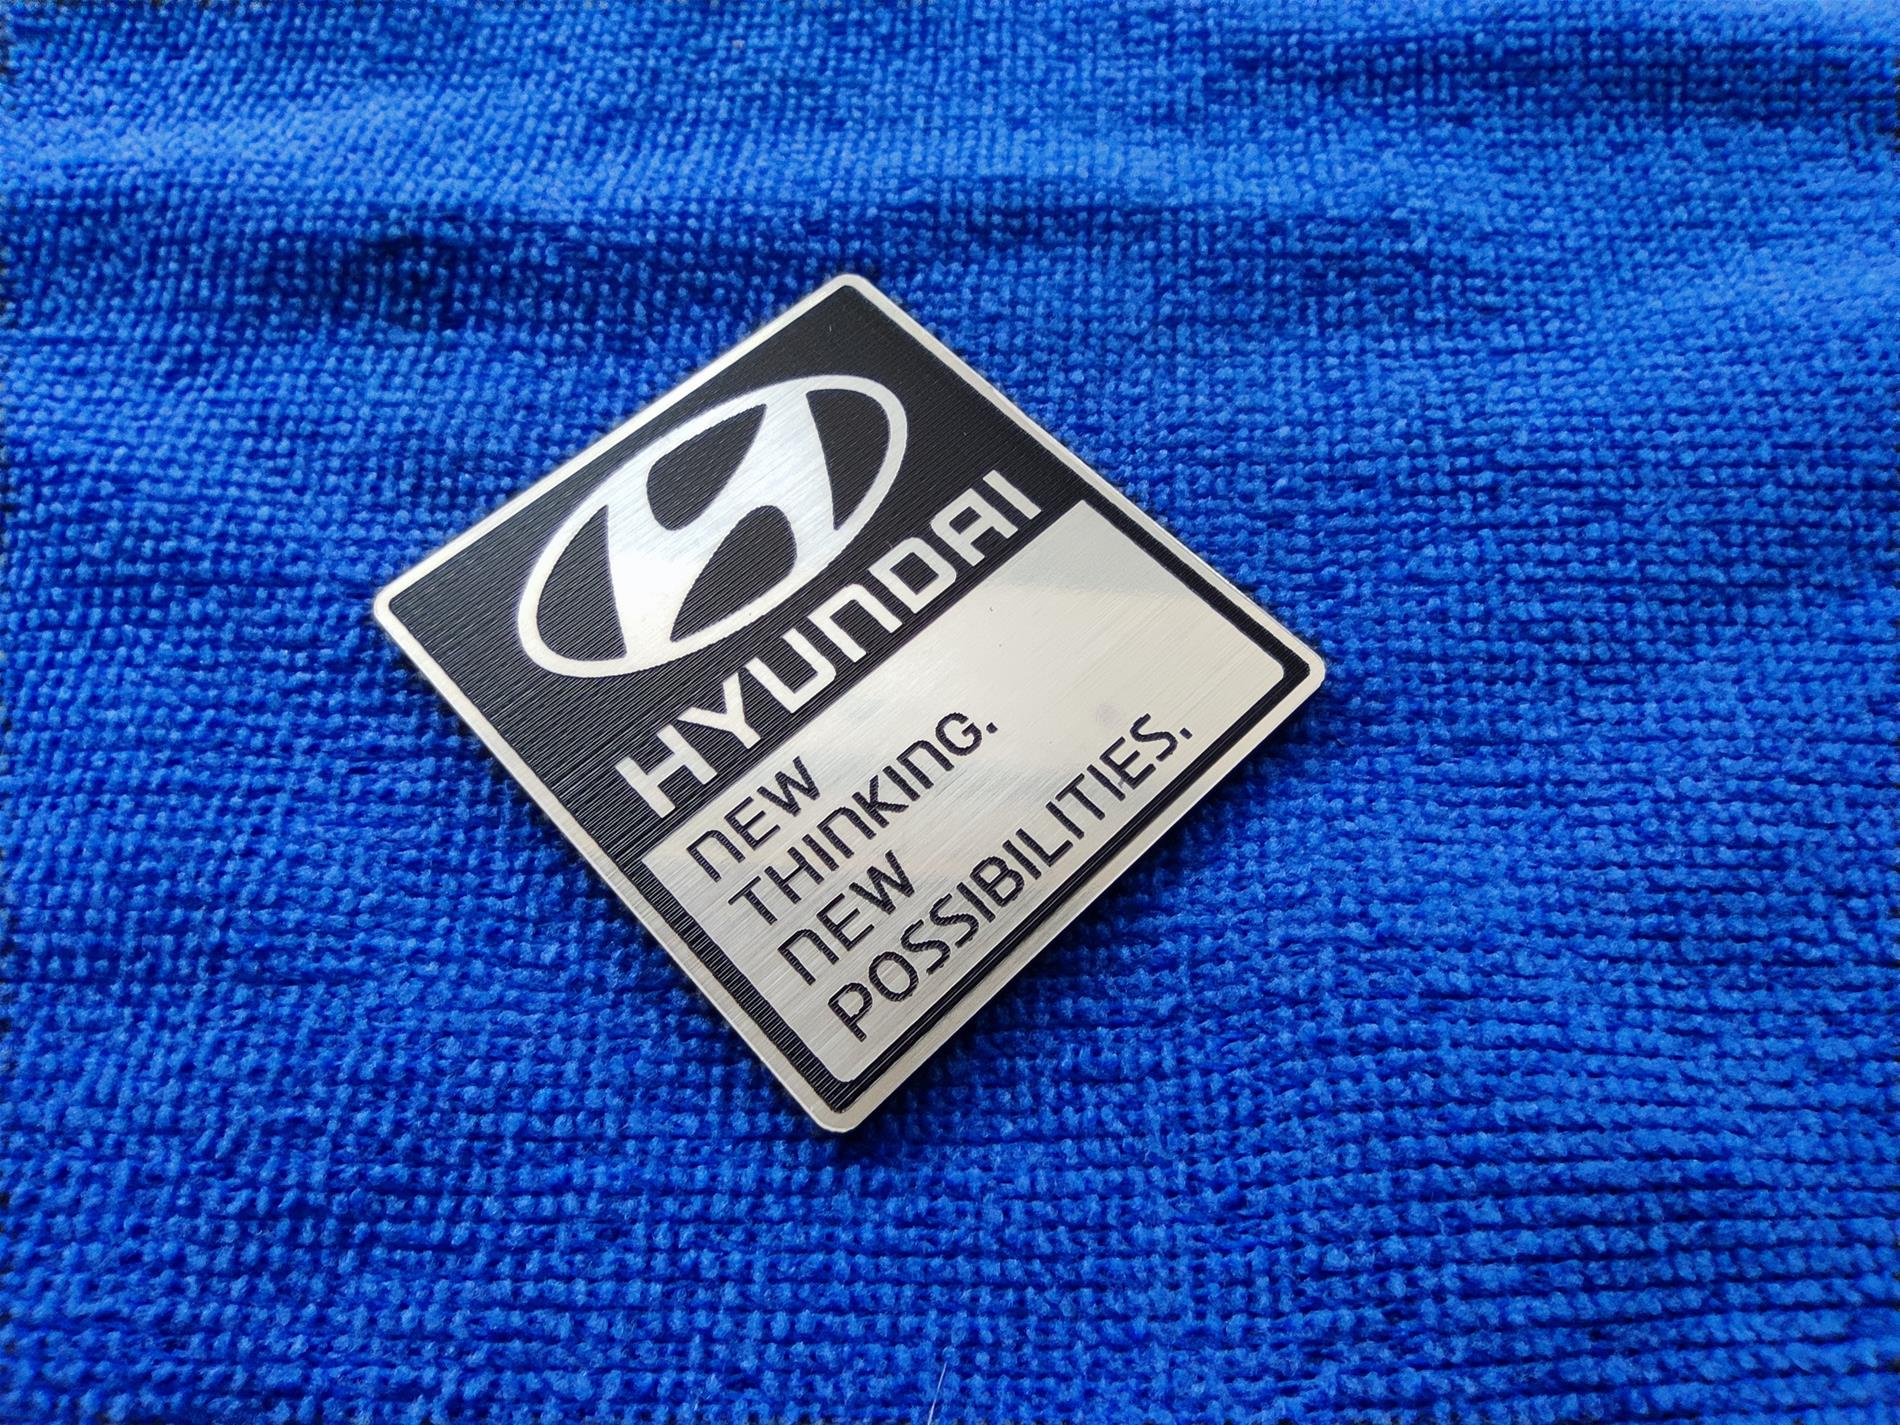 HYUNDAI
NEW
THINKING.
NEW
POSSIBILITIES.